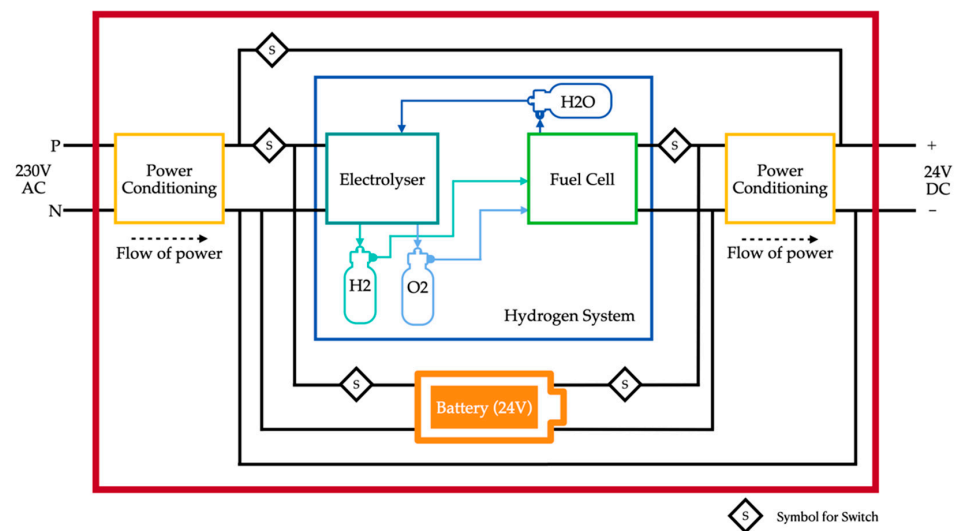 S
P
230V
AC
N
Power
Conditioning
Flow of power
S
Electrolyser
H2O
Fuel Cell
H2
O2
Hydrogen System
S
Power
Conditioning
Flow of power
+
24V
DC
−
S
Battery (24V)
S
S
Symbol for Switch